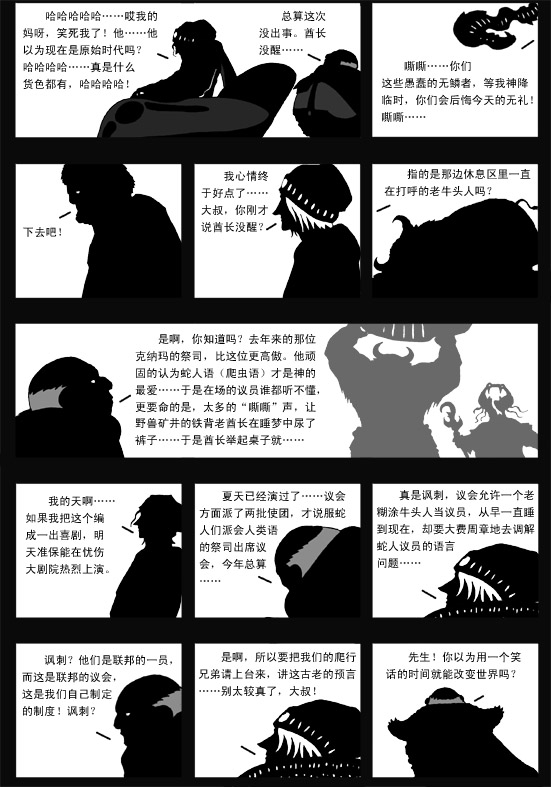 哈哈哈哈哈……哎我的
妈呀，笑死我了！他……他
以为现在是原始时代吗？
哈哈哈哈……真是什么
货色都有，哈哈哈哈！
总算这次
没出事。酋长
没醒……
嘶嘶……你们
这些愚蠢的无鳞者，等我神降
临时，你们会后悔今天的无礼！
嘶嘶……
下去吧！
我心情终
于好点了……
大叔，你刚才
说酋长没醒？
指的是那边休息区里一直
在打呼的老牛头人吗？
是啊，你知道吗？去年来的那位
克纳玛的祭司，比这位更高傲。他顽
固的认为蛇人语（爬虫语）才是神的
最爱……于是在场的议员谁都听不懂，
更要命的是，太多的“嘶嘶”声，让
野兽矿井的铁背老酋长在睡梦中尿了
裤子……于是酋长举起桌子就……
我的天啊……
如果我把这个编
成一出喜剧，明
天准保能在忧伤
大剧院热烈上演。
夏天已经演过了……议会
方面派了两批使团，才说服蛇
人们派会人类语
的祭司出席议
会，今年总算
……
真是讽刺，议会允许一个老
糊涂牛头人当议员，从早一直睡
到现在，却要大费周章地去调解
蛇人议员的语言
问题……
讽刺？他们是联邦的一员，
而这是联邦的议会，
这是我们自己制定
的制度！讽刺？
是啊，所以要把我们的爬行
兄弟请上台来，讲这古老的预言
……别太较真了，大叔！
先生！你以为用一个笑
话的时间就能改变世界吗？